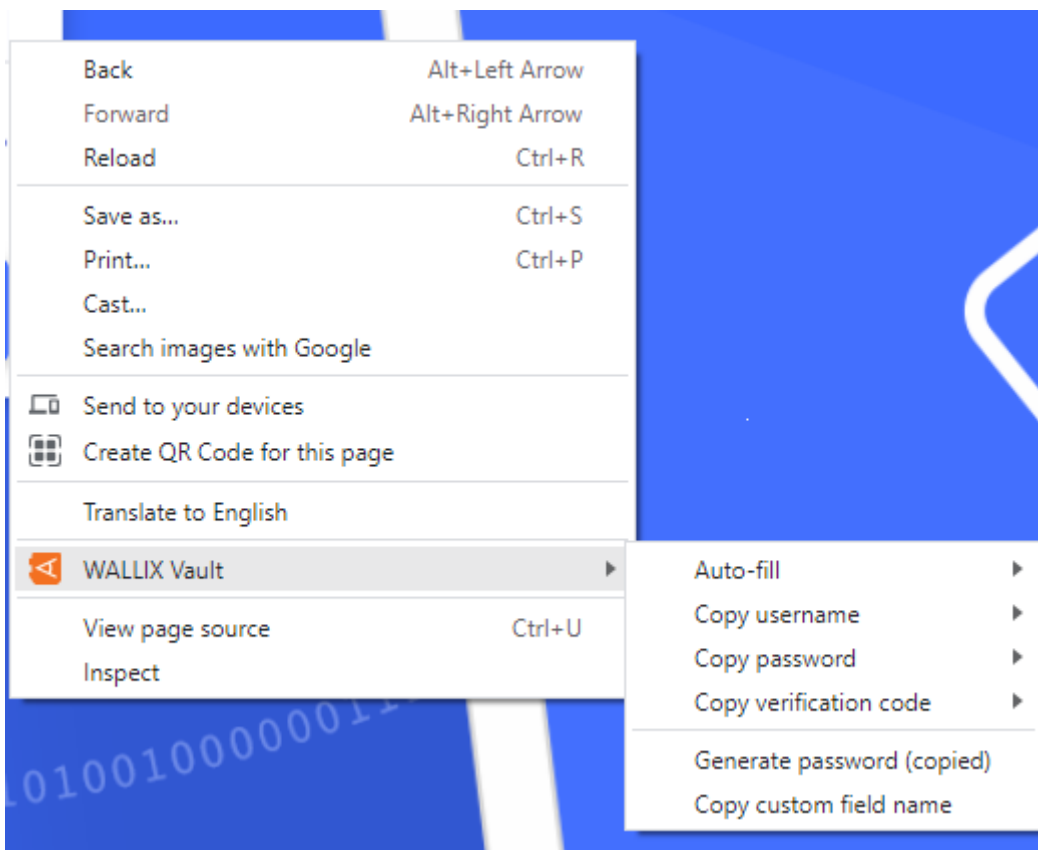 Back Alt+Left Arrow
Forward Alt+Right Arrow
Reload Ctrl+R
Save as... Ctrl+S
Print... Ctrl+P
Cast...
Search images with Google
Send to your devices
Create QR Code for this page
Translate to English
WALLIX Vault
View page source Ctrl+U
Inspect
Auto-fill
Copy username
Copy password
Copy verification code
Generate password (copied)
Copy custom field name